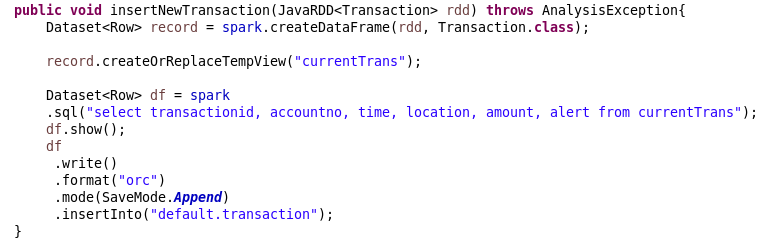 public void insertNewTransaction(JavaRDD<Transaction> rdd) throws AnalysisException{
Dataset<Row> record = spark.createDataFrame(rdd, Transaction.class);
record.createOrReplaceTempView("currentTrans");
Dataset<Row> df = spark
.sql("select transactionid, accountno, time, location, amount, alert from currentTrans");
df.show();
df
.write()
.format("orc")
.mode(SaveMode.Append)
.insertInto("default.transaction");
}